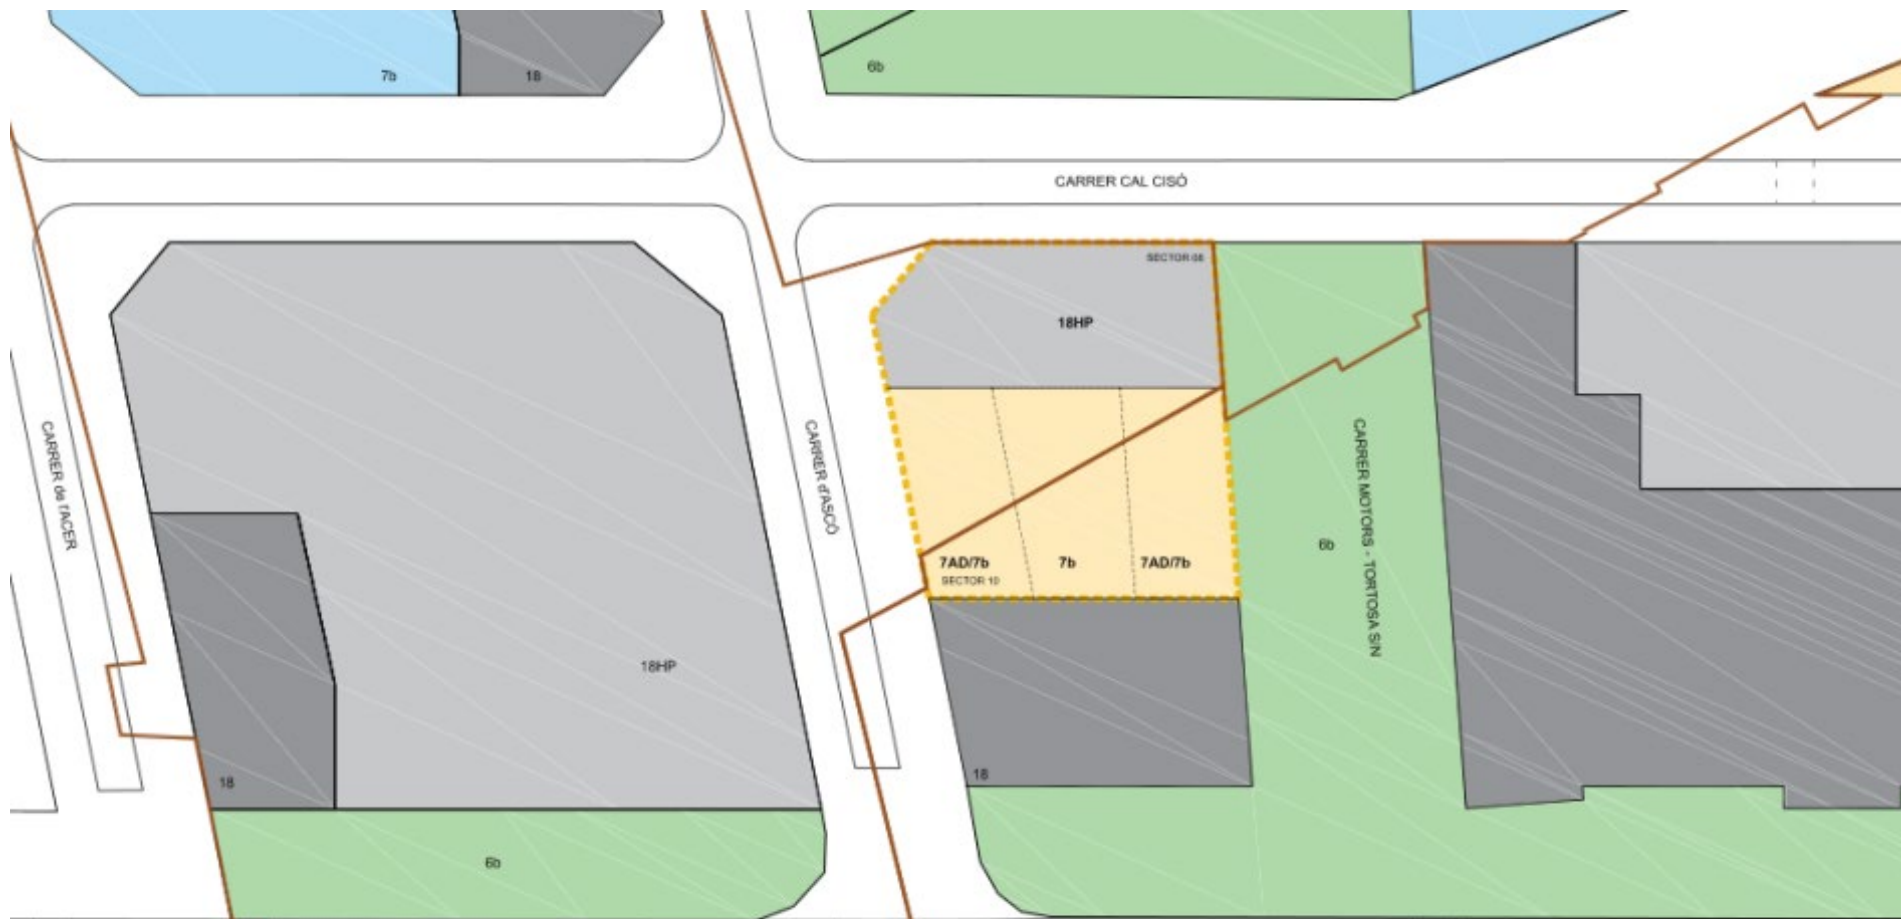 7b
18
6b
CARRER CAL CISÓ
SECTOR 08
18HP
CARRER de l'ACER
CARRER d'ASCÓ
CARRER MOTORS - TORTOSA S/N
6b
7AD/7b
7b
7AD/7b
SECTOR 10
18HP
18
18
6b